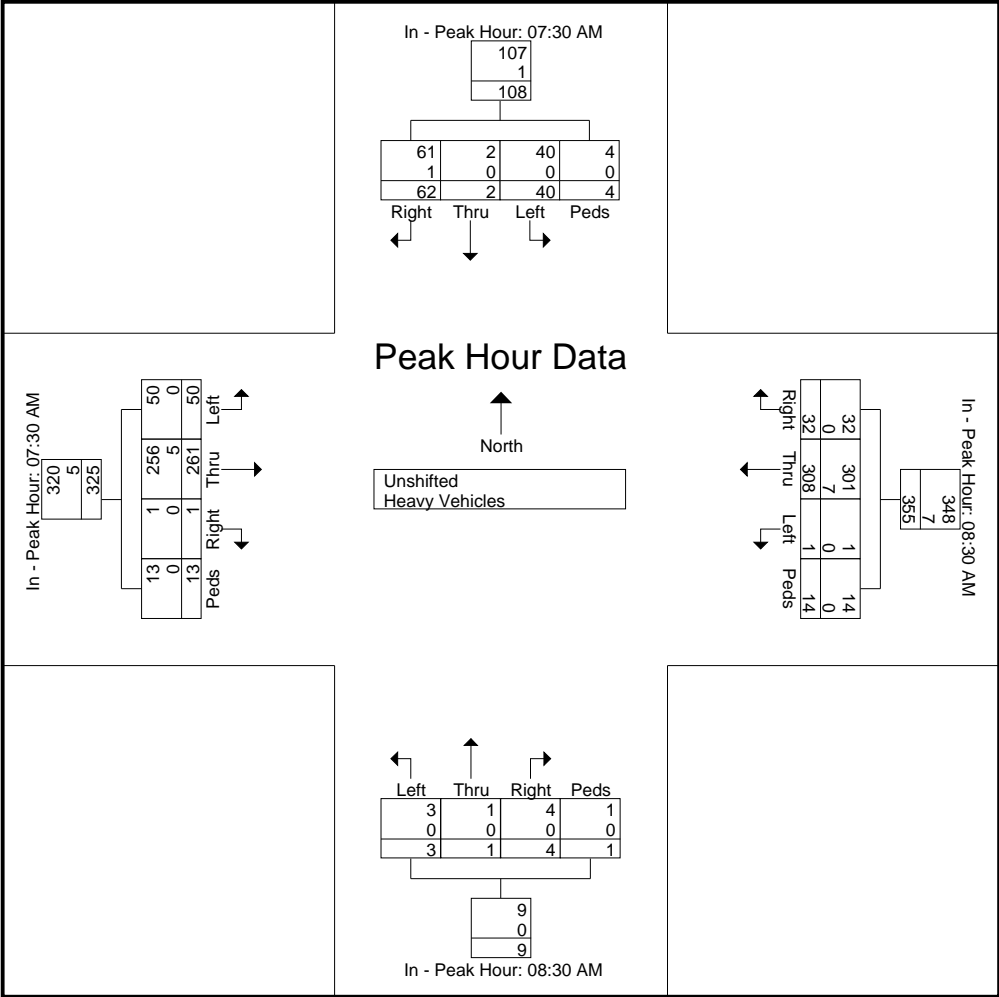 In - Peak Hour: 07:30 AM
107
1
108
61 2 40 4
1 0 0 0
62 2 40 4
Right Thru Left Peds
Peak Hour Data
North
Unshifted
Heavy Vehicles
In - Peak Hour: 07:30 AM
320
5
325
50 256 1 13
0 5 0 0
50 261 1 13
Left Thru Right Peds
In - Peak Hour: 08:30 AM
348
7
355
32 301 1 14
0 7 0 0
32 308 1 14
Right Thru Left Peds
Left Thru Right Peds
3 1 4 1
0 0 0 0
3 1 4 1
9
0
9
In - Peak Hour: 08:30 AM